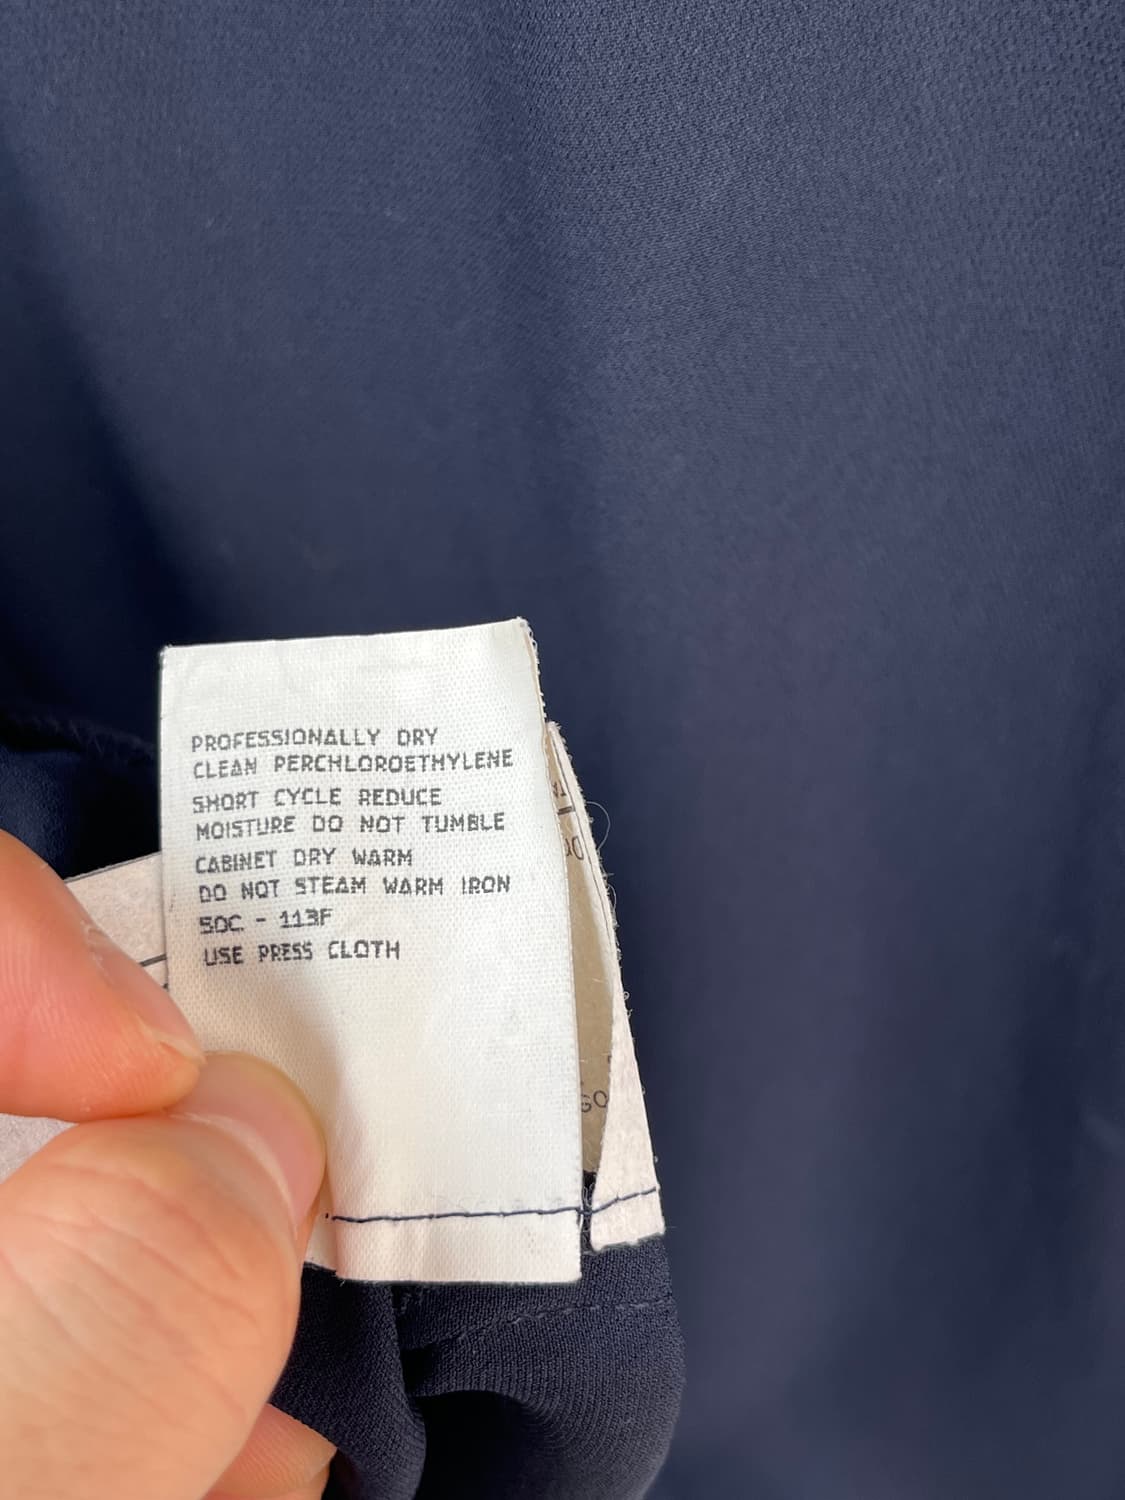 PROFESSIONALLY DRY
CLEAN PERCHLOROETHYLENE
SHORT CYCLE REDUCE
MOISTURE DO NOT TUMBLE
CABINET DRY WARM
DO NOT STEAM WARM IRON
50C - 113F
USE PRESS CLOTH